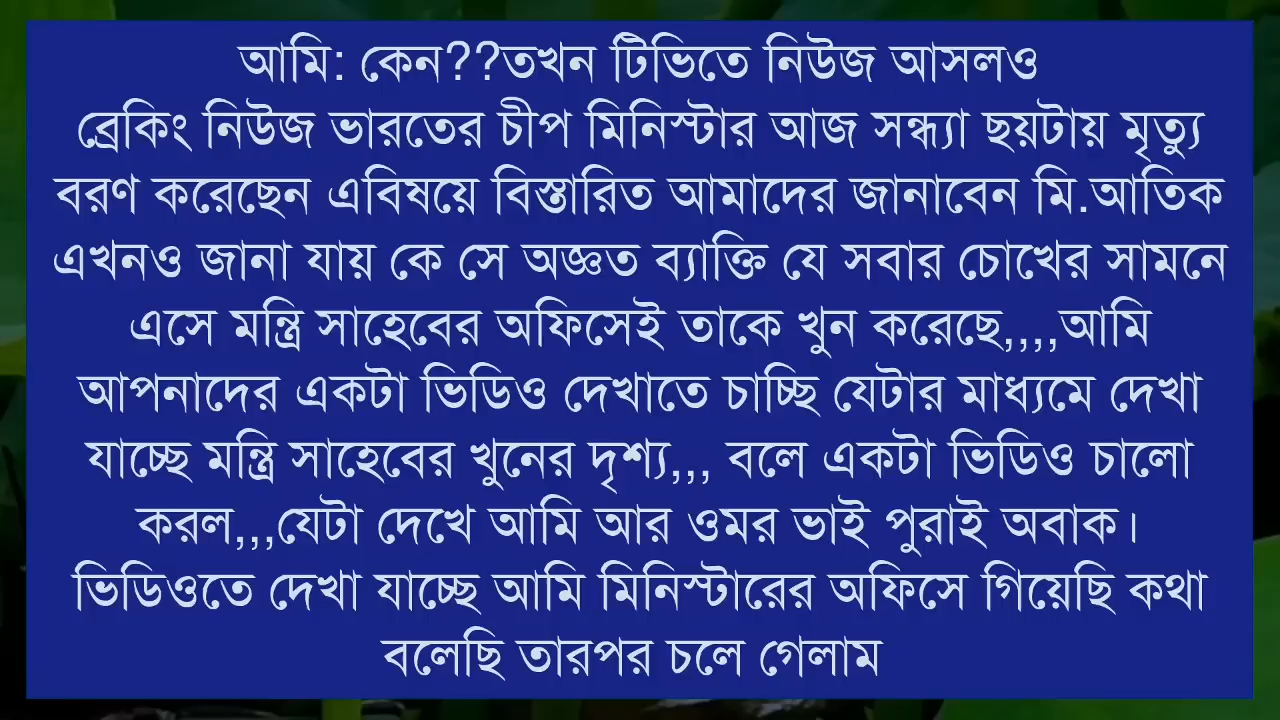 আমি: কেন??তখন টিভিতে নিউজ আসলও
ব্রেকিং নিউজ ভারতের চীপ মিনিস্টার আজ সন্ধ্যা ছয়টায় মৃত্যু
বরণ করেছেন এবিষয়ে বিস্তারিত আমাদের জানাবেন মি.আতিক
এখনও জানা যায় কে সে অজ্ঞত ব্যাক্তি যে সবার চোখের সামনে
এসে মন্ত্রি সাহেবের অফিসেই তাকে খুন করেছে,,,,আমি
আপনাদের একটা ভিডিও দেখাতে চাচ্ছি যেটার মাধ্যমে দেখা
যাচ্ছে মন্ত্রি সাহেবের খুনের দৃশ্য,,, বলে একটা ভিডিও চালো
করল,,,যেটা দেখে আমি আর ওমর ভাই পুরাই অবাক।
ভিডিওতে দেখা যাচ্ছে আমি মিনিস্টারের অফিসে গিয়েছি কথা
বলেছি তারপর চলে গেলাম